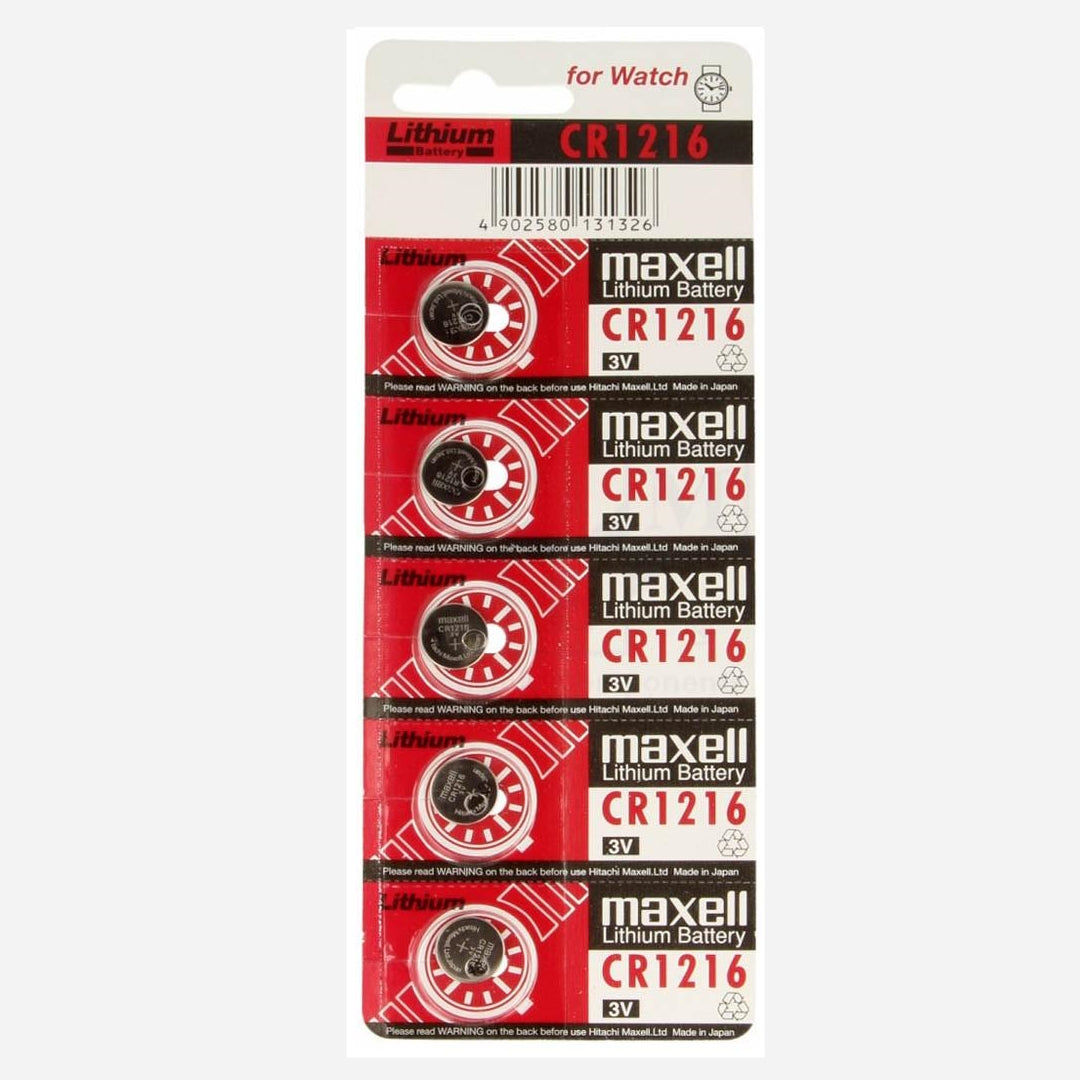 for Watch
Lithium
Battery
CR1216
4 902580 131326
Lithium
maxell
Lithium Battery
CR1216
3V
Please read WARNING on the back before use Hitachi Maxell.Ltd Made in Japan
Lithium
maxell
Lithium Battery
CR1216
3V
Please read WARNING on the back before use Hitachi Maxell.Ltd Made in Japan
Lithium
maxell
CR1216
3V
+
maxell
Lithium Battery
CR1216
3V
Please read WARNING on the back before use Hitachi Maxell.Ltd Made in Japan
Lithium
maxell
CR1216
maxell
Lithium Battery
CR1216
3V
Please read WARNING on the back before use Hitachi Maxell.Ltd Made in Japan
Lithium
maxell
Lithium Battery
CR1216
3V
Please read WARNING on the back before use Hitachi Maxell.Ltd Made in Japan